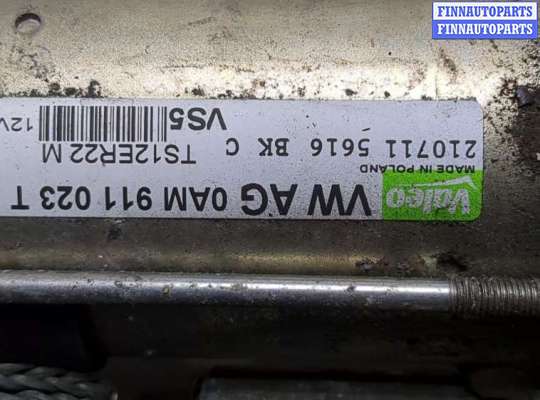 FINNAUTOPARTS
FINNAUTOPARTS
Valeo VW AG 0AM 911 023 T
MADE IN POLAND
TS12ER22 M 12V
210711 5616 BK C VS5